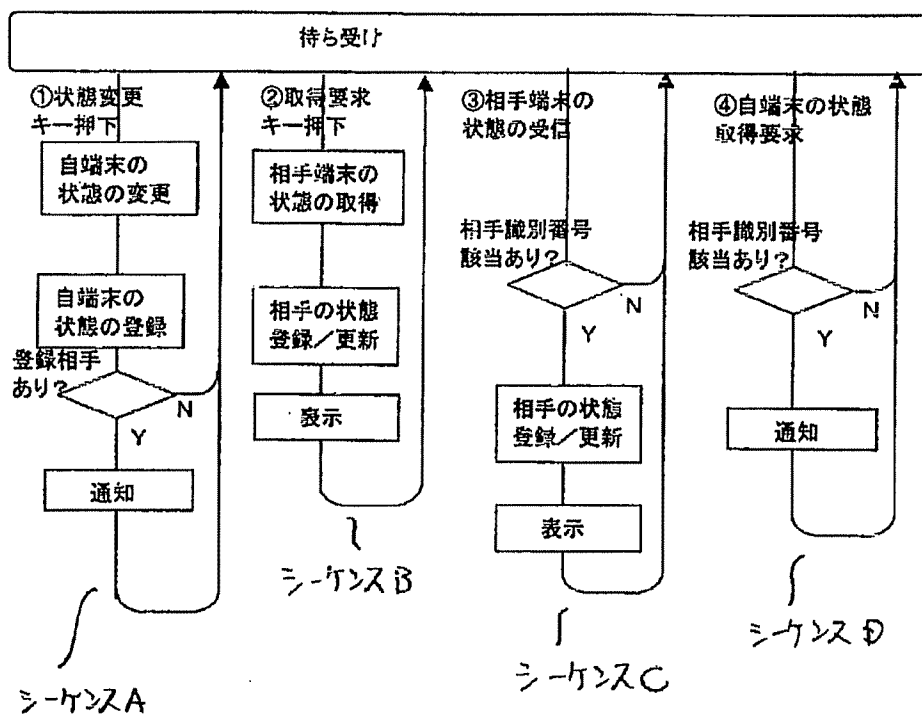 待ち受け
①状態変更
キー押下
自端末の
状態の変更
自端末の
状態の登録
登録相手
あり?
N
Y
通知
シーケンスA
②取得要求
キー押下
相手端末の
状態の取得
相手の状態
登録/更新
表示
シーケンスB
③相手端末の
状態の受信
相手識別番号
該当あり?
N
Y
相手の状態
登録/更新
表示
シーケンスC
④自端末の状態
取得要求
相手識別番号
該当あり?
N
Y
通知
シーケンスD